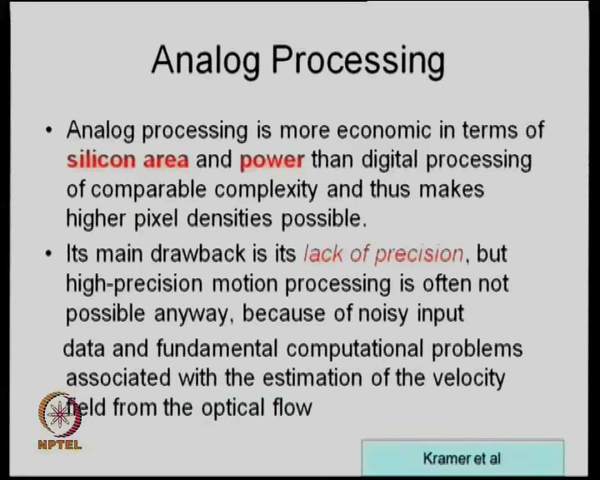 Analog Processing
• Analog processing is more economic in terms of
silicon area and power than digital processing
of comparable complexity and thus makes
higher pixel densities possible.
• Its main drawback is its lack of precision, but
high-precision motion processing is often not
possible anyway, because of noisy input
data and fundamental computational problems
associated with the estimation of the velocity
field from the optical flow
NPTEL
Kramer et al